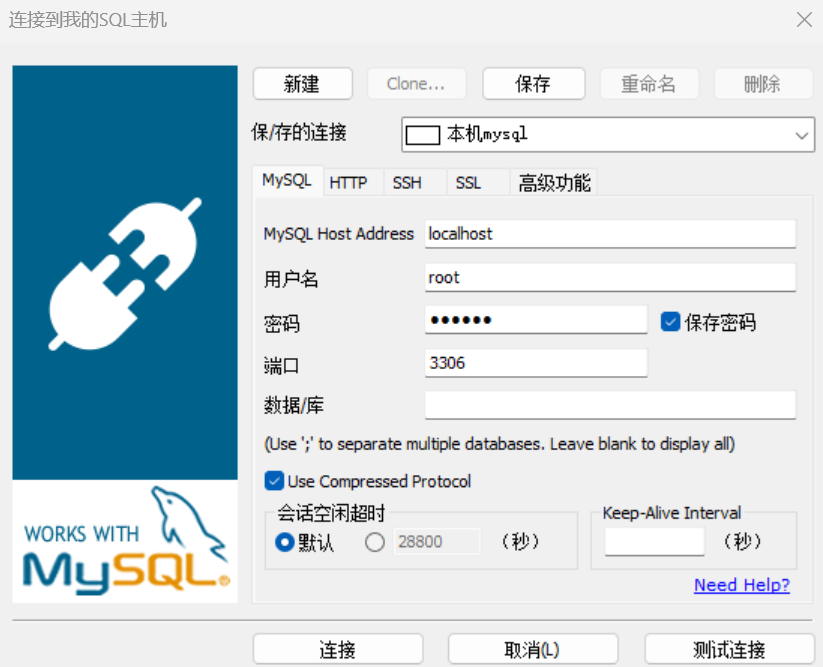 连接到我的SQL主机
新建 Clone... 保存 重命名 删除
保/存的连接 本机mysql
MySQL HTTP SSH SSL 高级功能
MySQL Host Address localhost
用户名 root
密码 •••••• 保存密码
端口 3306
数据/库
(Use ';' to separate multiple databases. Leave blank to display all)
Use Compressed Protocol
会话空闲超时 Keep-Alive Interval
默认 28800 (秒) (秒)
Need Help?
WORKS WITH
MySQL®
连接 取消(L) 测试连接